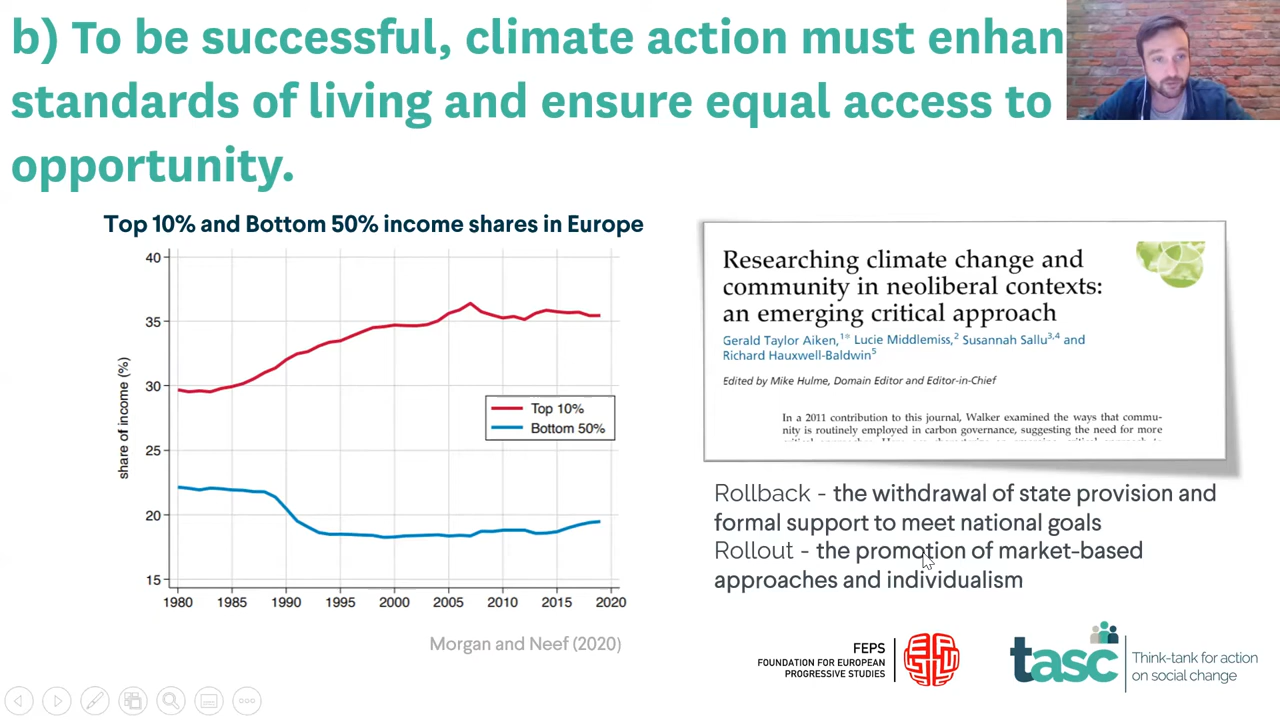 b) To be successful, climate action must enhan
standards of living and ensure equal access to
opportunity.
Top 10% and Bottom 50% income shares in Europe
40
35
30
25
20
15
share of income (%)
Top 10%
Bottom 50%
1980 1985 1990 1995 2000 2005 2010 2015 2020
Morgan and Neef (2020)
Researching climate change and
community in neoliberal contexts:
an emerging critical approach
Gerald Taylor Aiken,1* Lucie Middlemiss,2 Susannah Sallu3,4 and
Richard Hauxwell-Baldwin5
Edited by Mike Hulme, Domain Editor and Editor-in-Chief
In a 2011 contribution to this journal, Walker examined the ways that commu-
nity is routinely employed in carbon governance, suggesting the need for more
Rollback - the withdrawal of state provision and
formal support to meet national goals
Rollout - the promotion of market-based
approaches and individualism
FEPS
FOUNDATION FOR EUROPEAN
PROGRESSIVE STUDIES
tasc
Think-tank for action
on social change